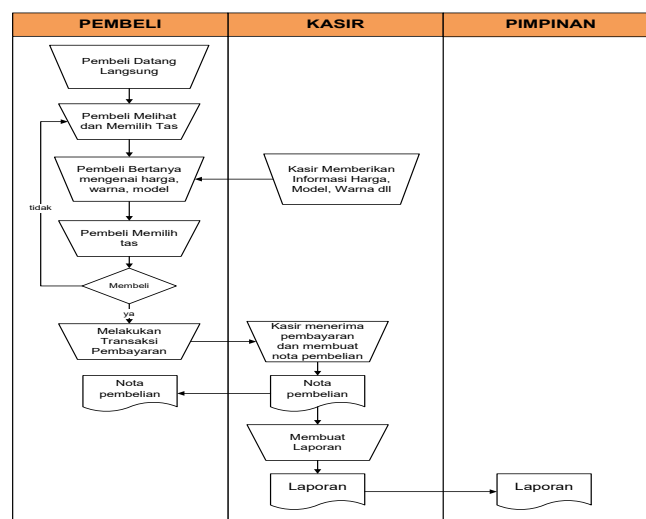 PEMBELI
KASIR
PIMPINAN
Pembeli Datang
Langsung
Pembeli Melihat
dan Memilih Tas
Pembeli Bertanya
mengenai harga,
warna, model
Kasir Memberikan
Informasi Harga,
Model, Warna dll
tidak
Pembeli Memilih
tas
Membeli
ya
Melakukan
Transaksi
Pembayaran
Kasir menerima
pembayaran
dan membuat
nota pembelian
Nota
pembelian
Nota
pembelian
Membuat
Laporan
Laporan
Laporan